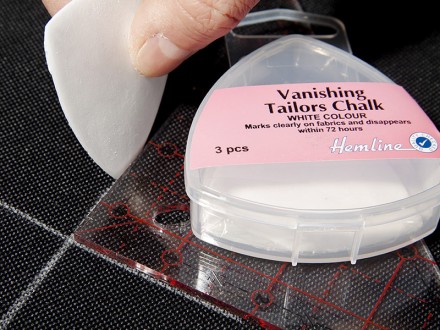 Vanishing
Tailors Chalk
WHITE COLOUR
Marks clearly on fabrics and disappears
within 72 hours
3 pcs
Hemline